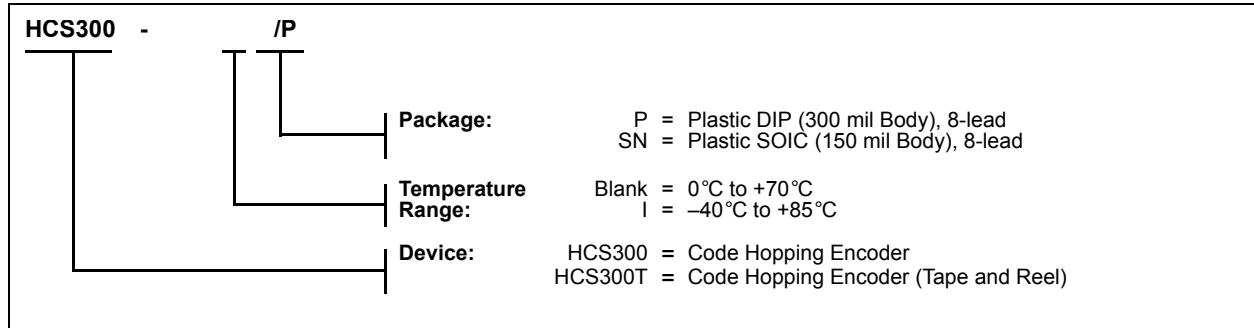 HCS300 - /P
Package: P = Plastic DIP (300 mil Body), 8-lead
SN = Plastic SOIC (150 mil Body), 8-lead
Temperature Blank = 0°C to +70°C
Range: I = –40°C to +85°C
Device: HCS300 = Code Hopping Encoder
HCS300T = Code Hopping Encoder (Tape and Reel)